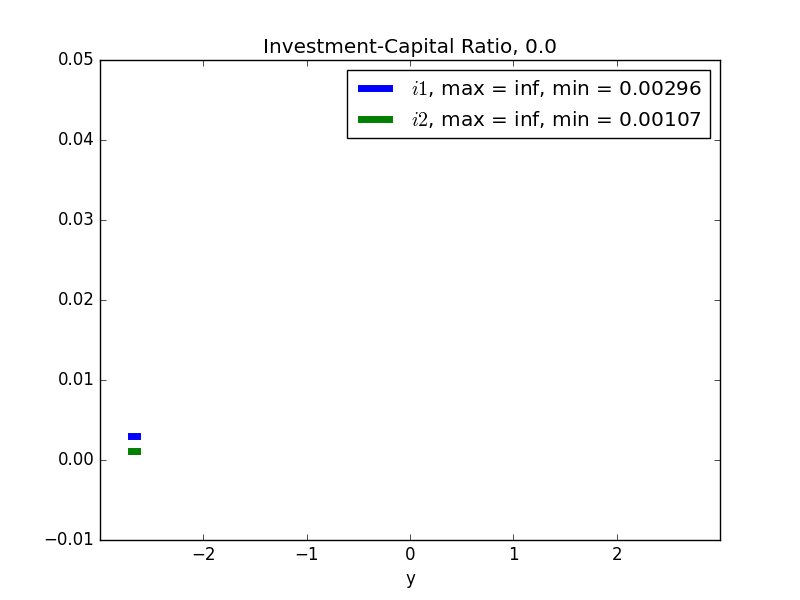 Investment-Capital Ratio, 0.0
0.05
i1, max = inf, min = 0.00296
i2, max = inf, min = 0.00107
0.04
0.03
0.02
0.01
0.00
−0.01
−2 −1 0 1 2
y